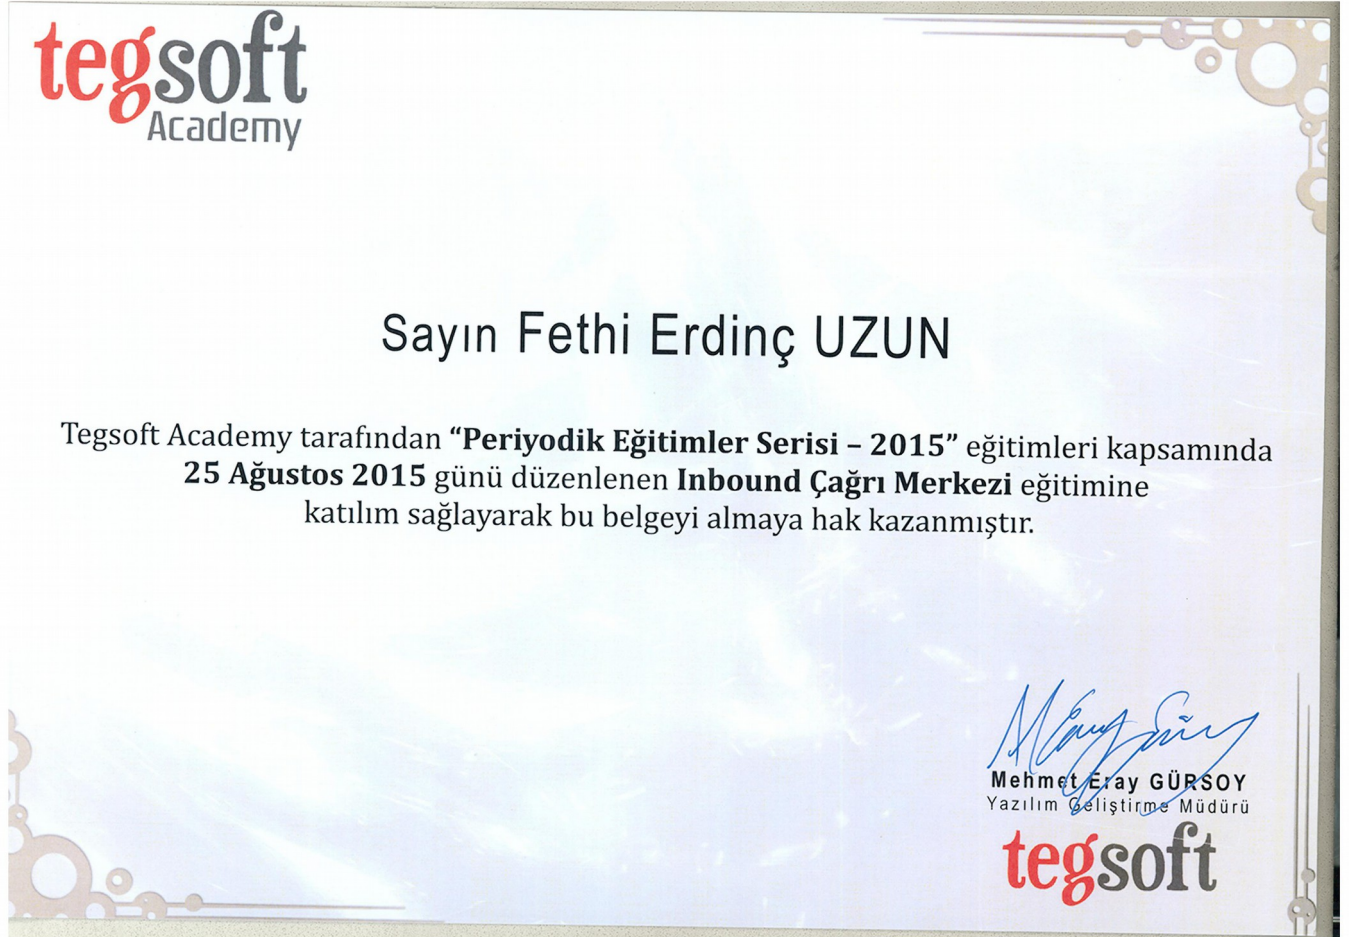 tegsoft
Academy
Sayın Fethi Erdinç UZUN
Tegsoft Academy tarafından “Periyodik Eğitimler Serisi – 2015” eğitimleri kapsamında
25 Ağustos 2015 günü düzenlenen Inbound Çağrı Merkezi eğitimine
katılım sağlayarak bu belgeyi almaya hak kazanmıştır.
Mehmet Eray GÜRSOY
Yazılım Geliştirme Müdürü
tegsoft